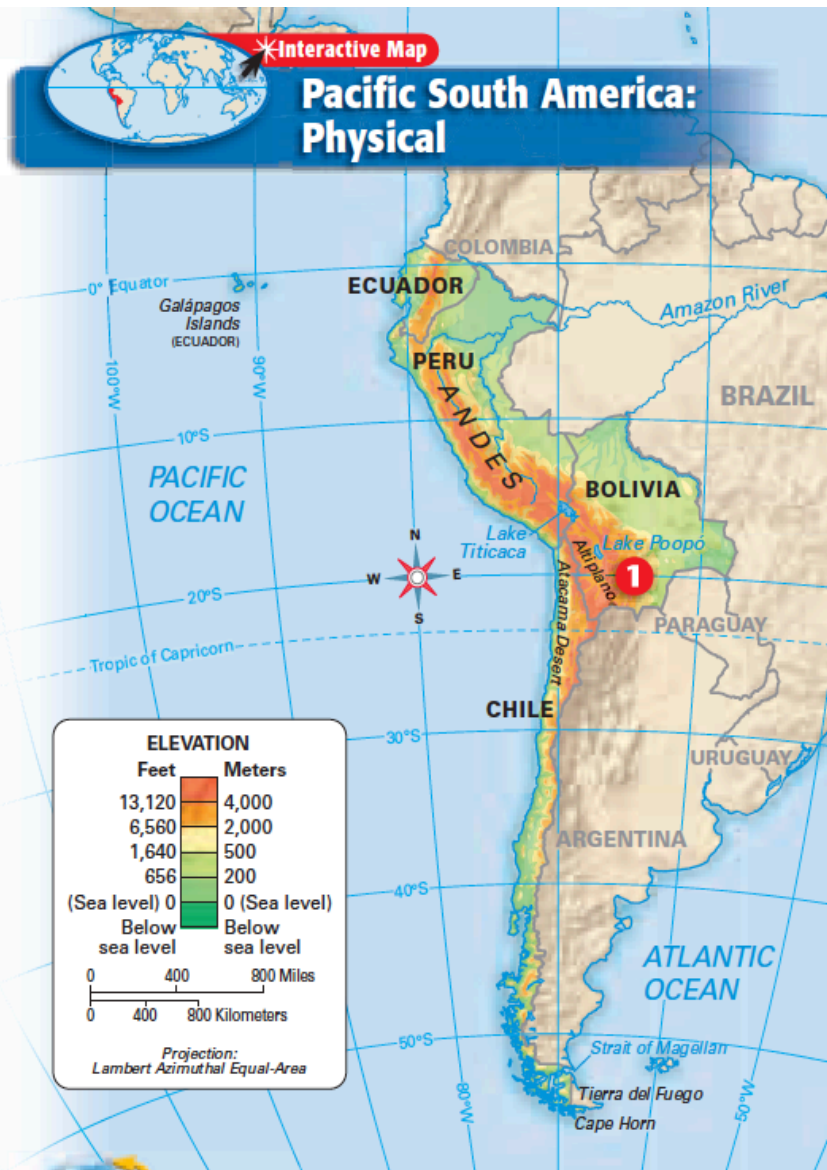 Interactive Map
Pacific South America:
Physical
COLOMBIA
0° Equator
ECUADOR
Galápagos
Islands
(ECUADOR)
Amazon River
100°W
90°W
PERU
BRAZIL
ANDES
10°S
PACIFIC
OCEAN
BOLIVIA
Lake
Titicaca
Lake Poopó
N
W
E
S
Altiplano
1
20°S
Atacama Desert
PARAGUAY
Tropic of Capricorn
CHILE
30°S
URUGUAY
ARGENTINA
ELEVATION
Feet Meters
13,120 4,000
6,560 2,000
1,640 500
656 200
(Sea level) 0 0 (Sea level)
Below Below
sea level sea level
0 400 800 Miles
0 400 800 Kilometers
Projection:
Lambert Azimuthal Equal-Area
40°S
ATLANTIC
OCEAN
50°S
Strait of Magellan
80°W
Tierra del Fuego
50°W
Cape Horn